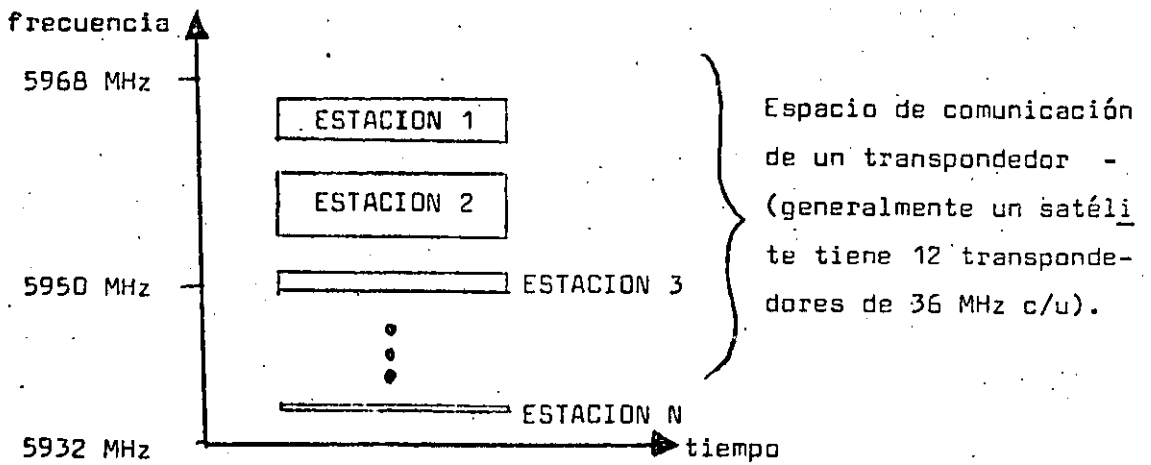 frecuencia
5968 MHz
ESTACION 1
ESTACION 2
5950 MHz
ESTACION 3
ESTACION N
5932 MHz
tiempo
Espacio de comunicación
de un transpondedor -
(generalmente un satéli
te tiene 12 transponde-
dores de 36 MHz c/u).